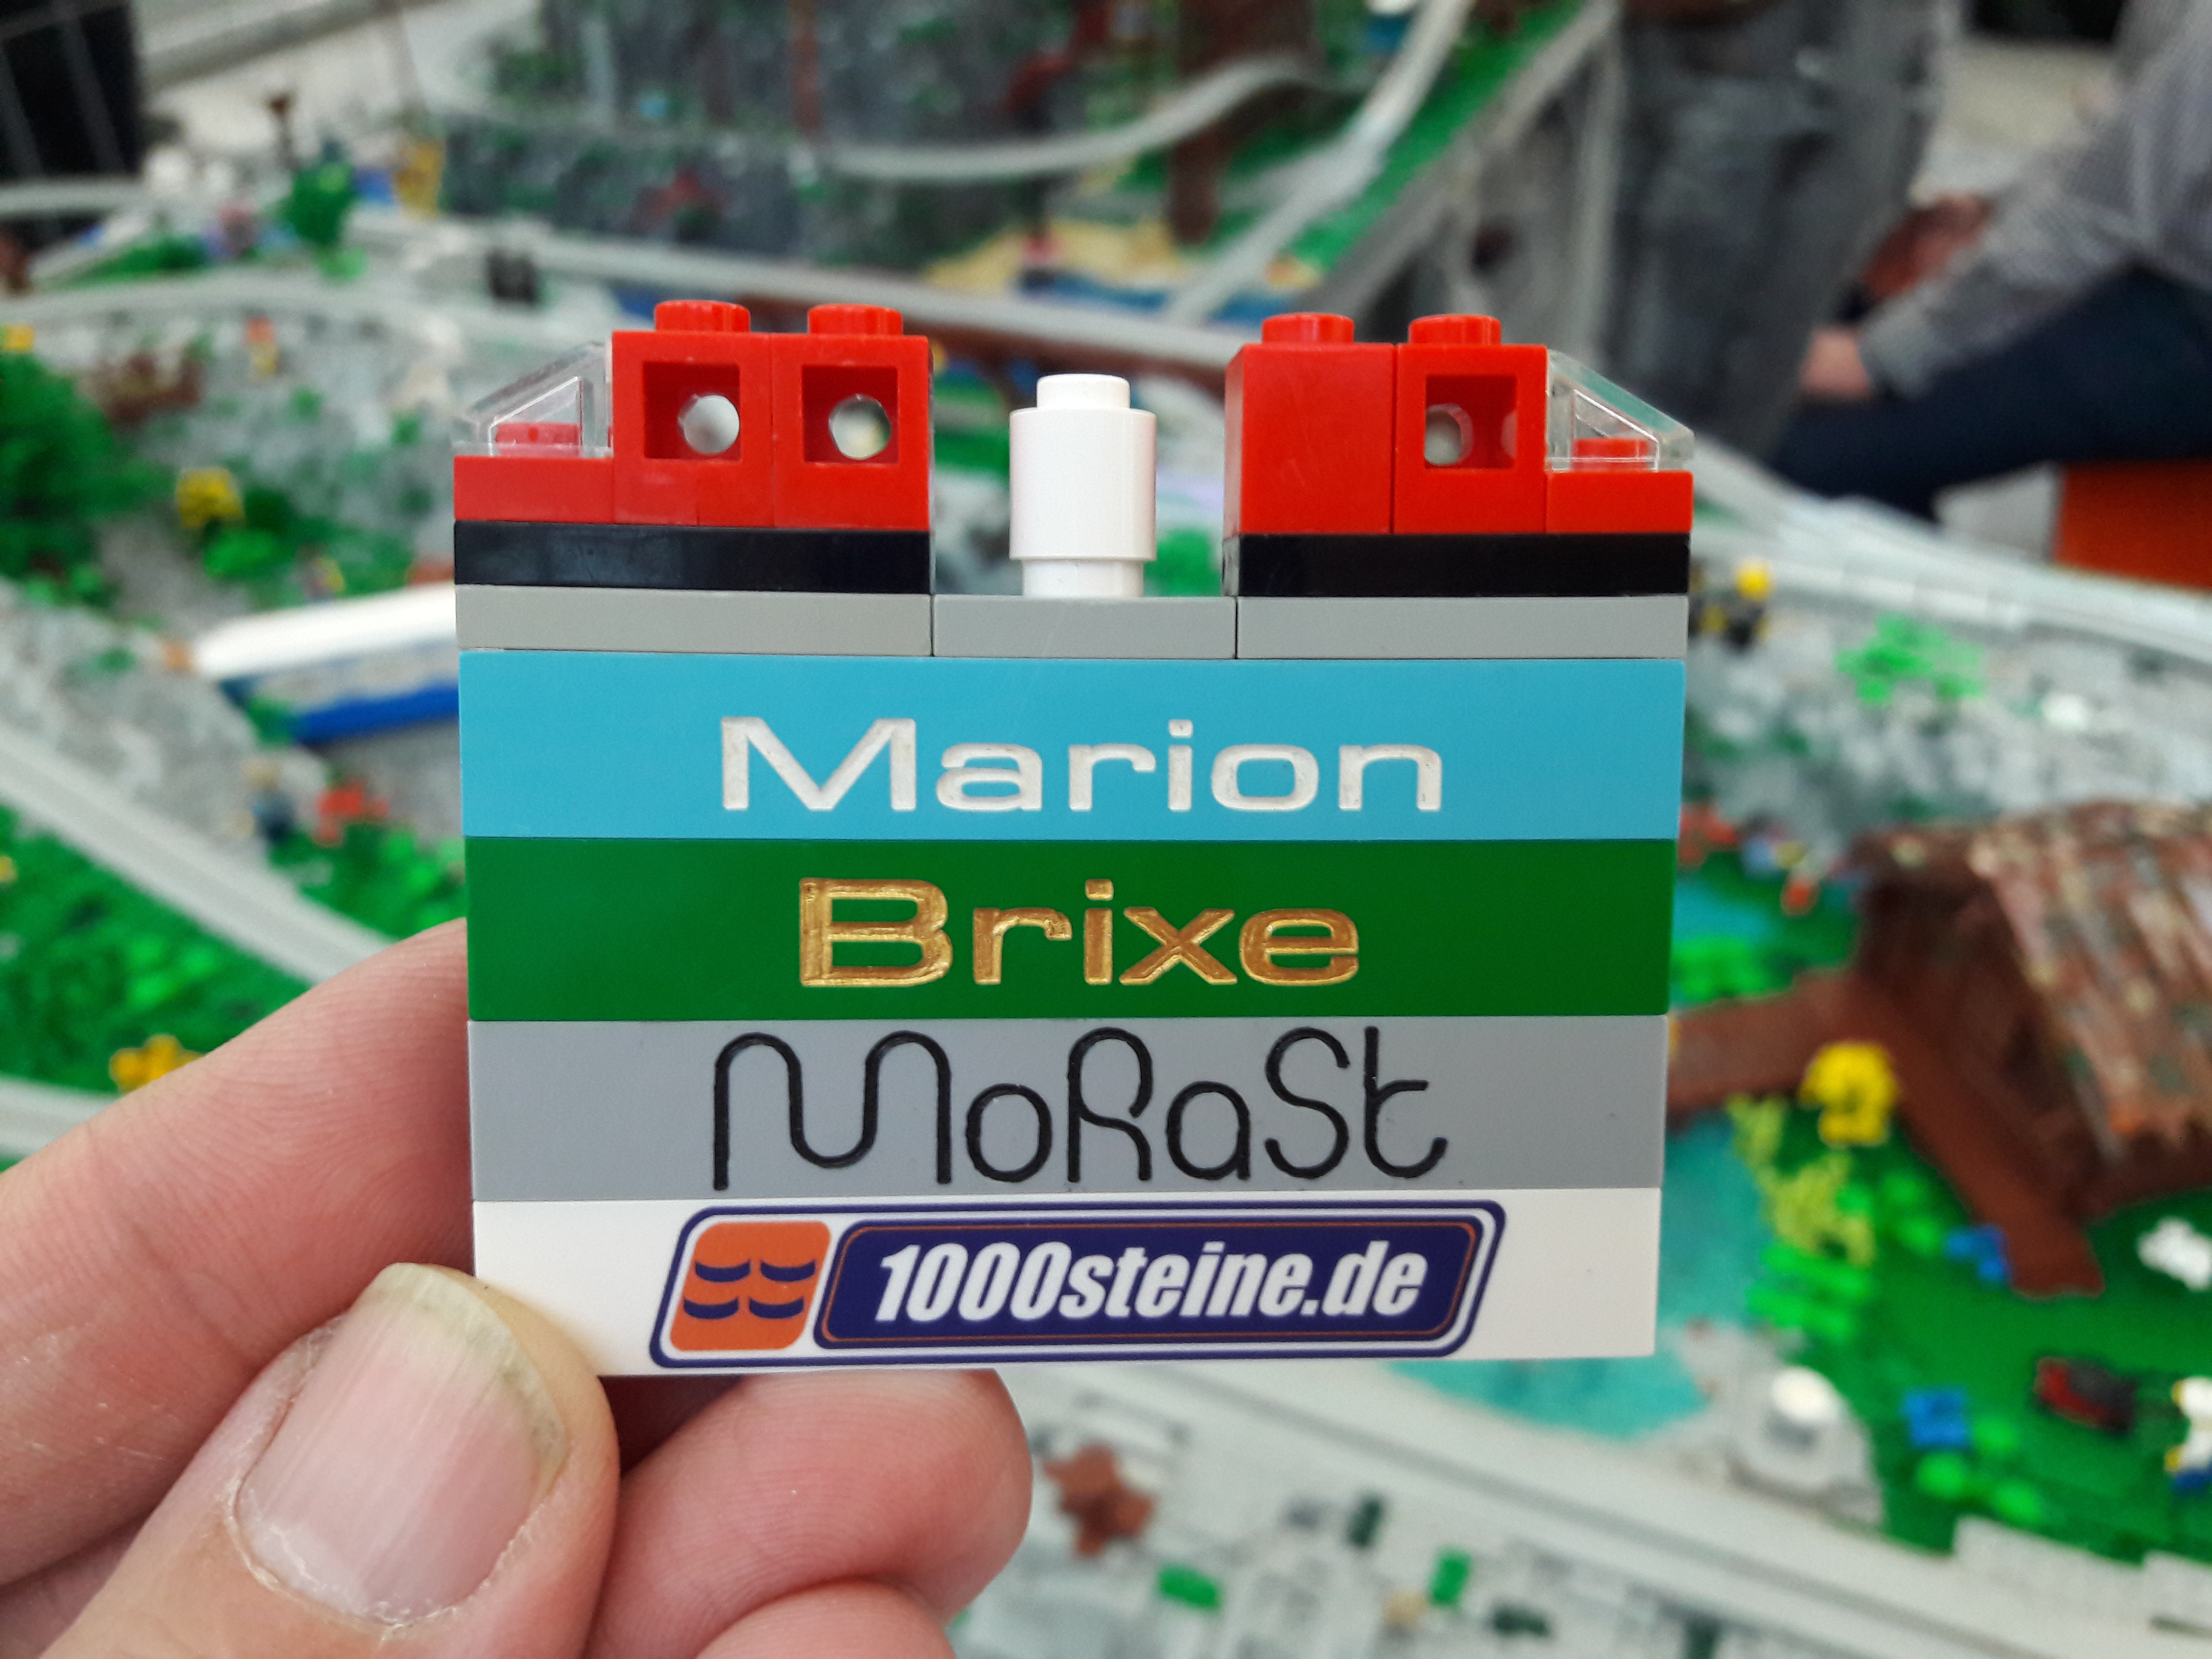 Marion
Brixe
MoRaSt
1000steine.de